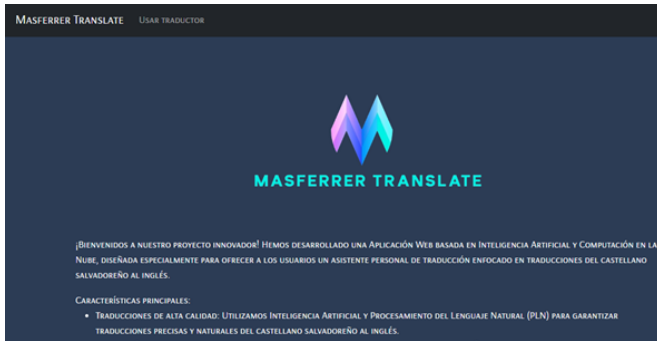 Masferrer Translate Usar traductor
MASFERRER TRANSLATE
¡Bienvenidos a nuestro proyecto innovador! Hemos desarrollado una Aplicación Web basada en Inteligencia Artificial y Computación en la
Nube, diseñada especialmente para ofrecer a los usuarios un asistente personal de traducción enfocado en traducciones del castellano
salvadoreño al inglés.
Características principales:
• Traducciones de alta calidad: Utilizamos Inteligencia Artificial y Procesamiento del Lenguaje Natural (PLN) para garantizar
traducciones precisas y naturales del castellano salvadoreño al inglés.